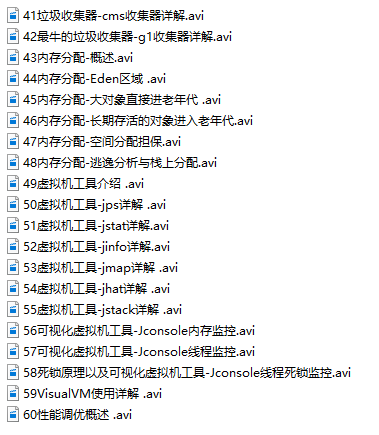 41垃圾收集器-cms收集器详解.avi
42最牛的垃圾收集器-g1收集器详解.avi
43内存分配-概述.avi
44内存分配-Eden区域 .avi
45内存分配-大对象直接进老年代 .avi
46内存分配-长期存活的对象进入老年代.avi
47内存分配-空间分配担保.avi
48内存分配-逃逸分析与栈上分配.avi
49虚拟机工具介绍 .avi
50虚拟机工具-jps详解 .avi
51虚拟机工具-jstat详解.avi
52虚拟机工具-jinfo详解.avi
53虚拟机工具-jmap详解 .avi
54虚拟机工具-jhat详解 .avi
55虚拟机工具-jstack详解 .avi
56可视化虚拟机工具-Jconsole内存监控.avi
57可视化虚拟机工具-Jconsole线程监控.avi
58死锁原理以及可视化虚拟机工具-Jconsole线程死锁监控.avi
59VisualVM使用详解 .avi
60性能调优概述 .avi